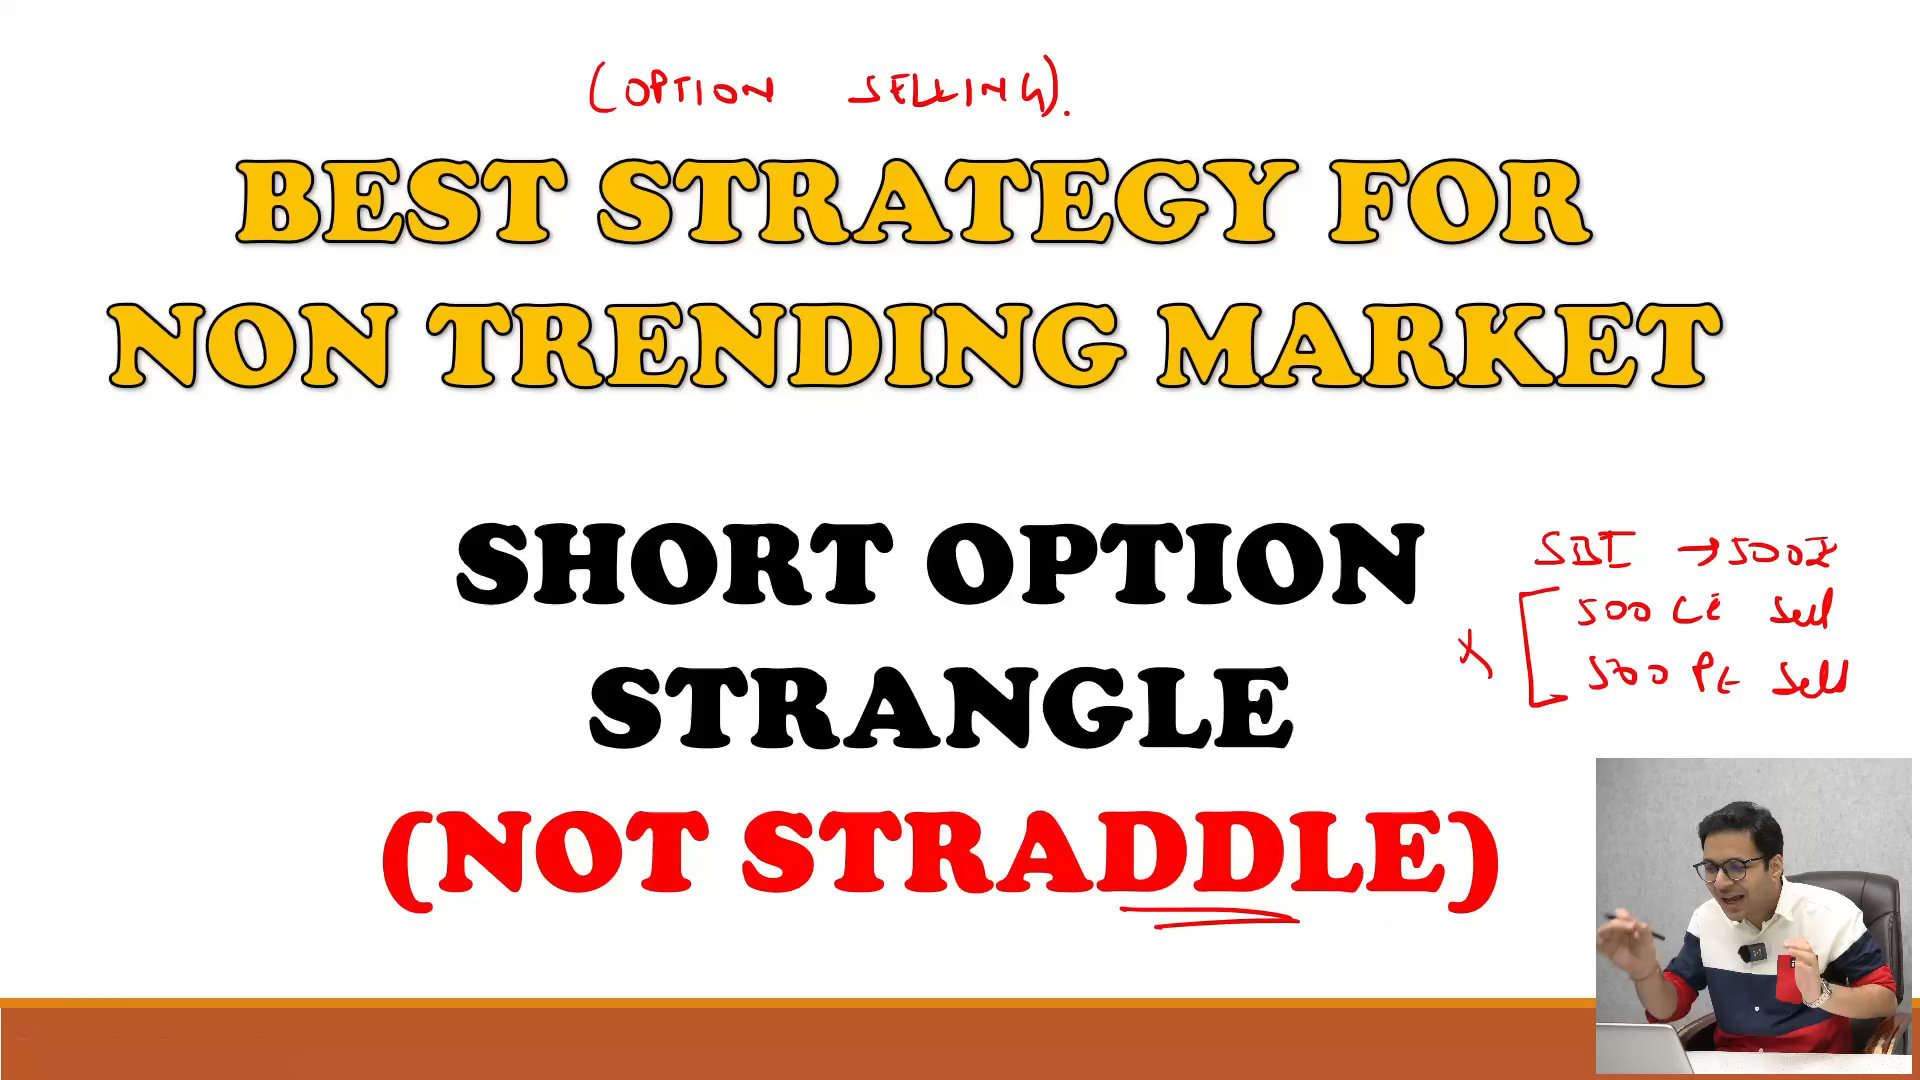 (OPTION SELLING).
BEST STRATEGY FOR
NON TRENDING MARKET
SHORT OPTION
STRANGLE
(NOT STRADDLE)
SBI → 500
500 CE Sell
X
500 PE Sell